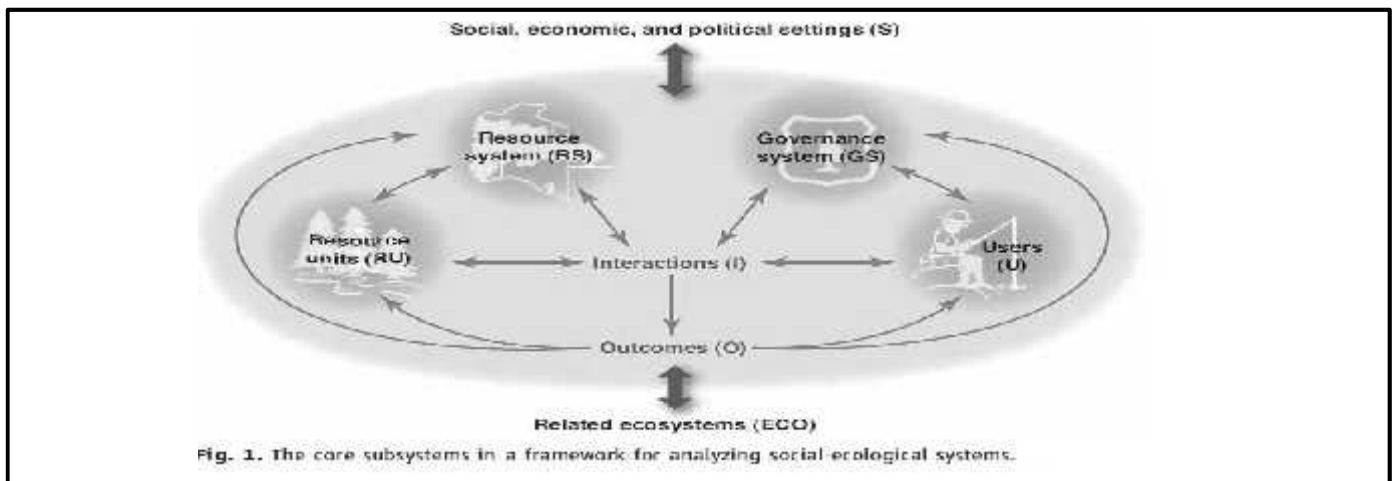 Social, economic, and political settings (S)
Resource
system (RS)
Governance
system (GS)
Resource
units (RU)
Interactions (I)
Users
(U)
Outcomes (O)
Related ecosystems (ECO)
Fig. 1. The core subsystems in a framework for analyzing social-ecological systems.